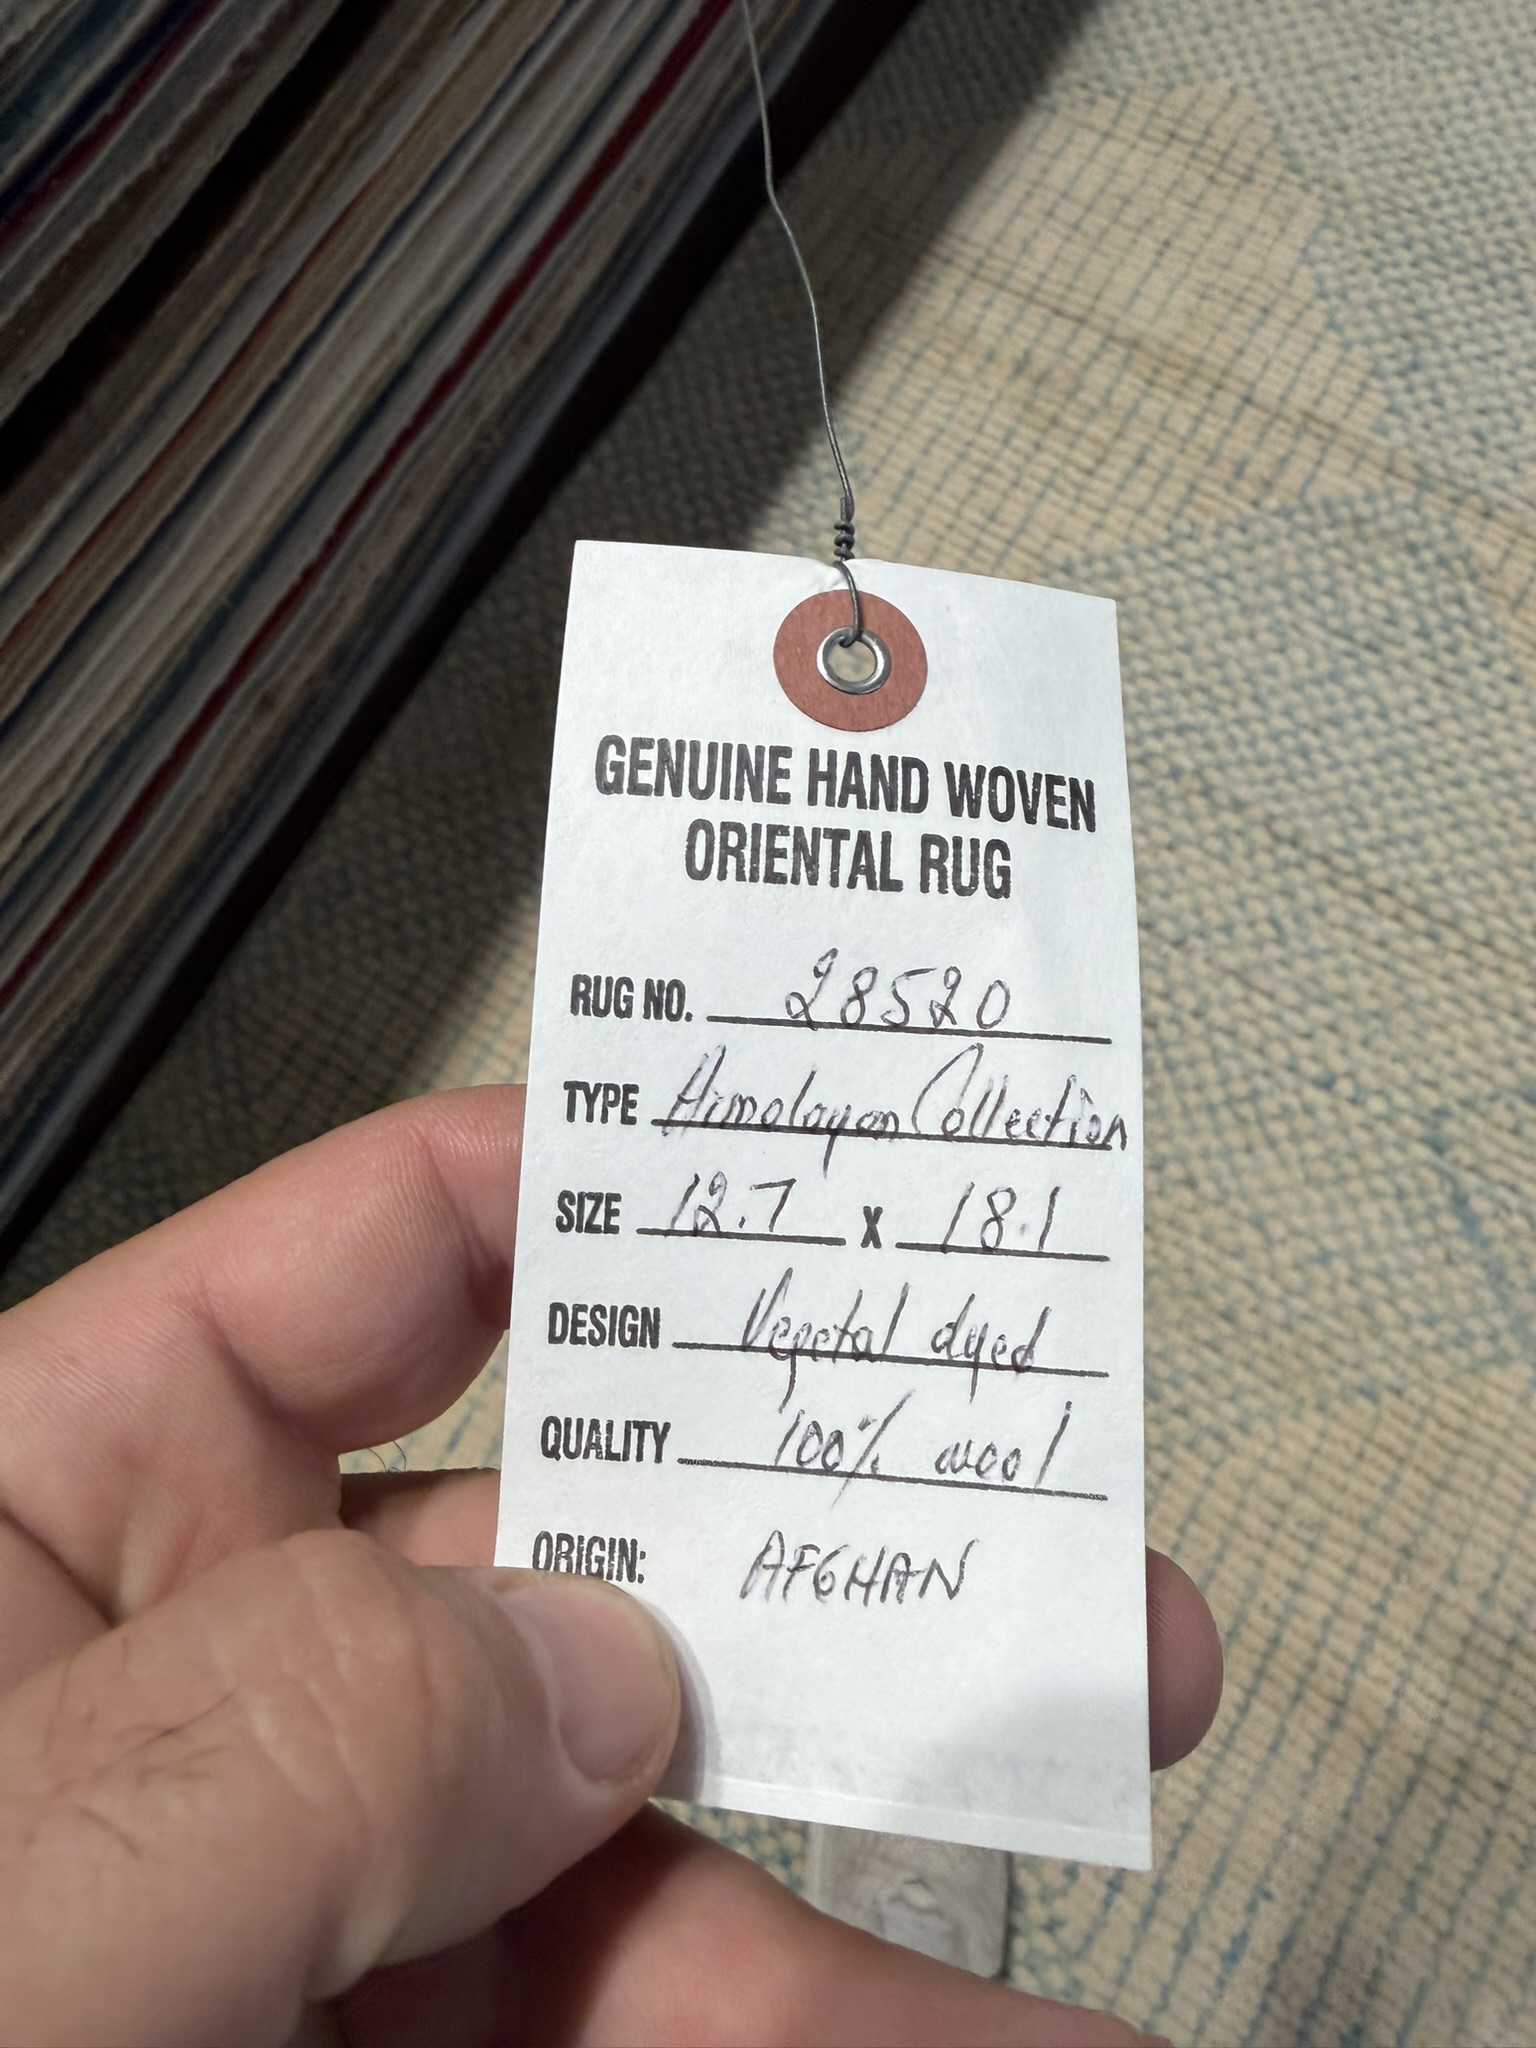 GENUINE HAND WOVEN
ORIENTAL RUG
RUG NO. 28520
TYPE Himalayan Collection
SIZE 12.7 X 18.1
DESIGN Vegetal dyed
QUALITY 100% wool
ORIGIN: AFGHAN